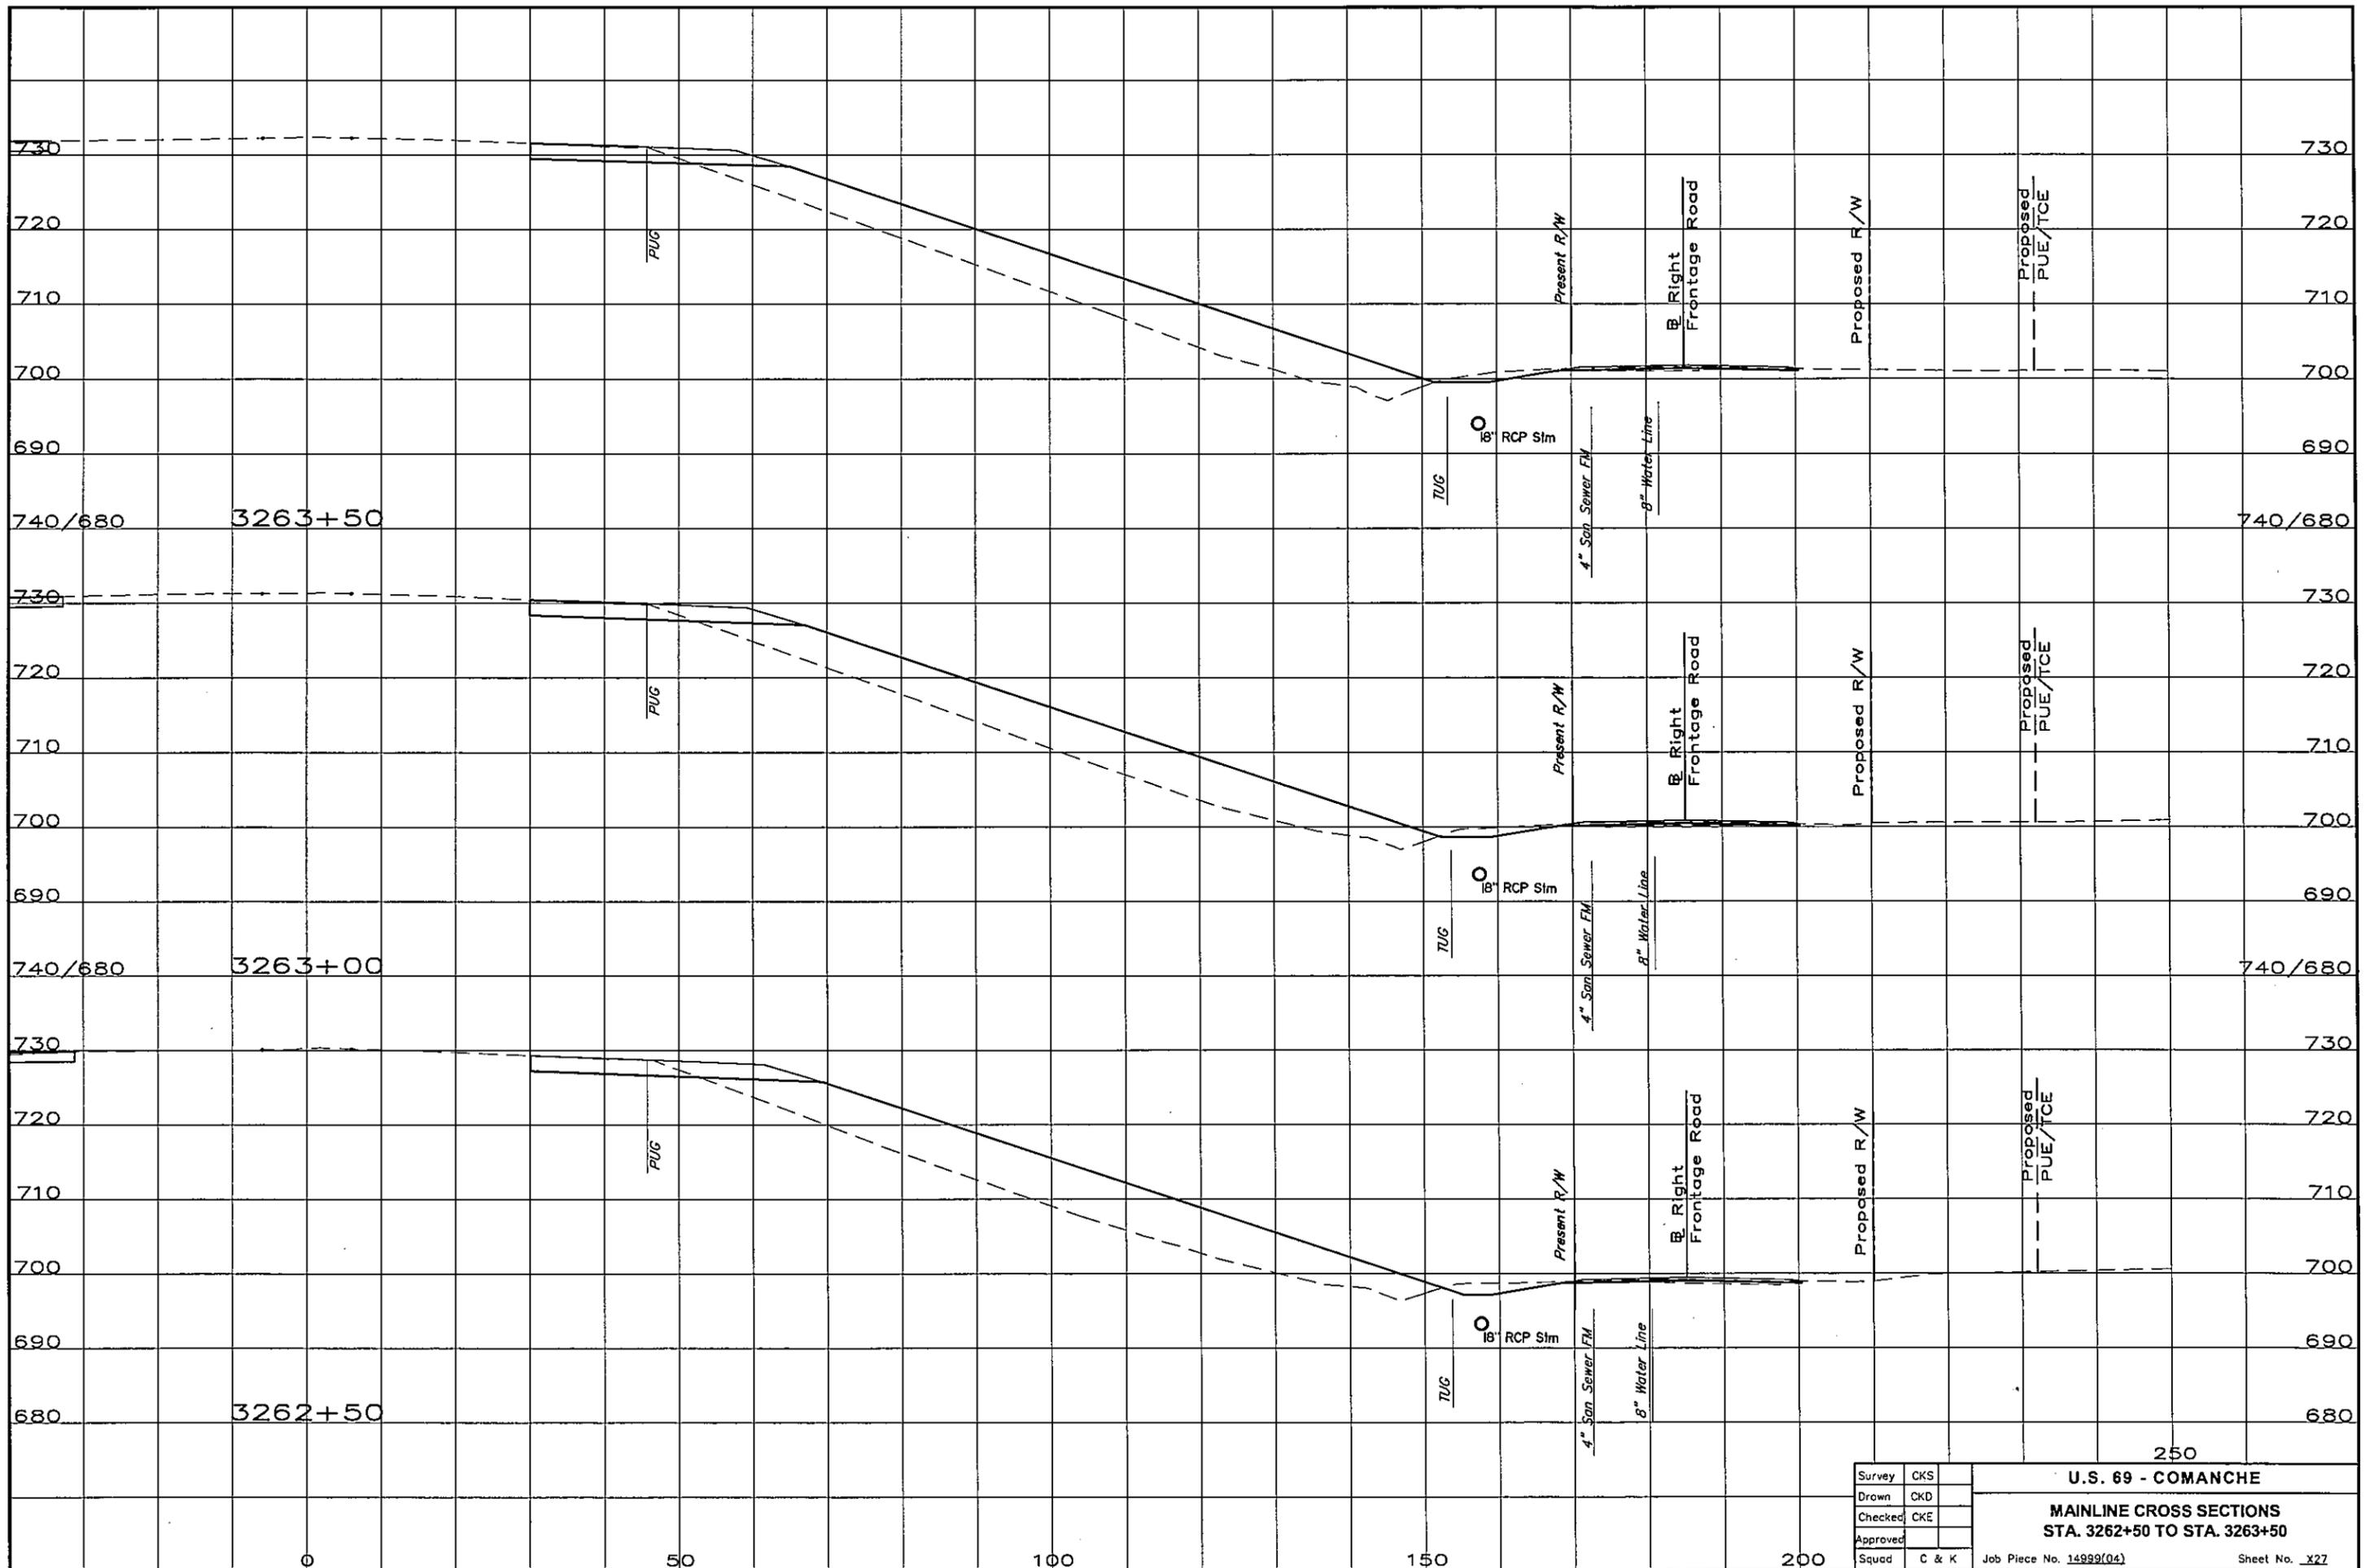 730 730
720 720
PUG
Present R/W
℄ Right
Frontage Road
Proposed R/W
Proposed
PUE/TCE
710 710
700 700
18" RCP Stm
690 690
TUG
4" San Sewer FM
8" Water Line
740/680 3263+50 740/680
730 730
720 720
PUG
Present R/W
Right
Frontage Road
Proposed R/W
Proposed
PUE/TCE
710 710
700 700
18" RCP Stm
690 690
TUG
4" San Sewer FM
8" Water Line
740/680 3263+00 740/680
730 730
720 720
PUG
Present R/W
Right
Frontage Road
Proposed R/W
Proposed
PUE/TCE
710 710
700 700
18" RCP Stm
690 690
TUG
4" San Sewer FM
8" Water Line
680 3262+50 680
250
0 50 100 150 200
Survey CKS
Drawn CKD
Checked CKE
Approved
Squad C & K
U.S. 69 - COMANCHE
MAINLINE CROSS SECTIONS
STA. 3262+50 TO STA. 3263+50
Job Piece No. 14999(04) Sheet No. X27